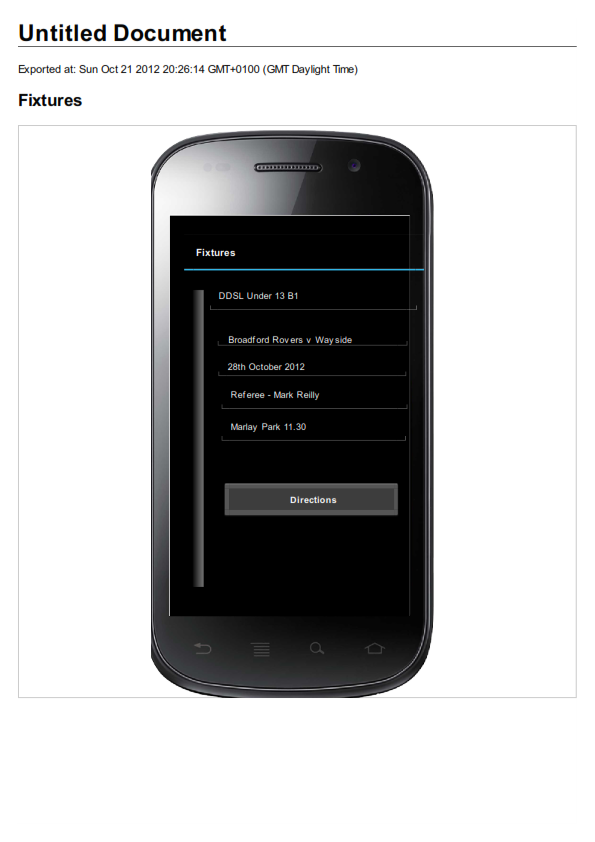 Untitled Document
Exported at: Sun Oct 21 2012 20:26:14 GMT+0100 (GMT Daylight Time)
Fixtures
Fixtures
DDSL Under 13 B1
Broadford Rovers v Wayside
28th October 2012
Referee - Mark Reilly
Marlay Park 11.30
Directions